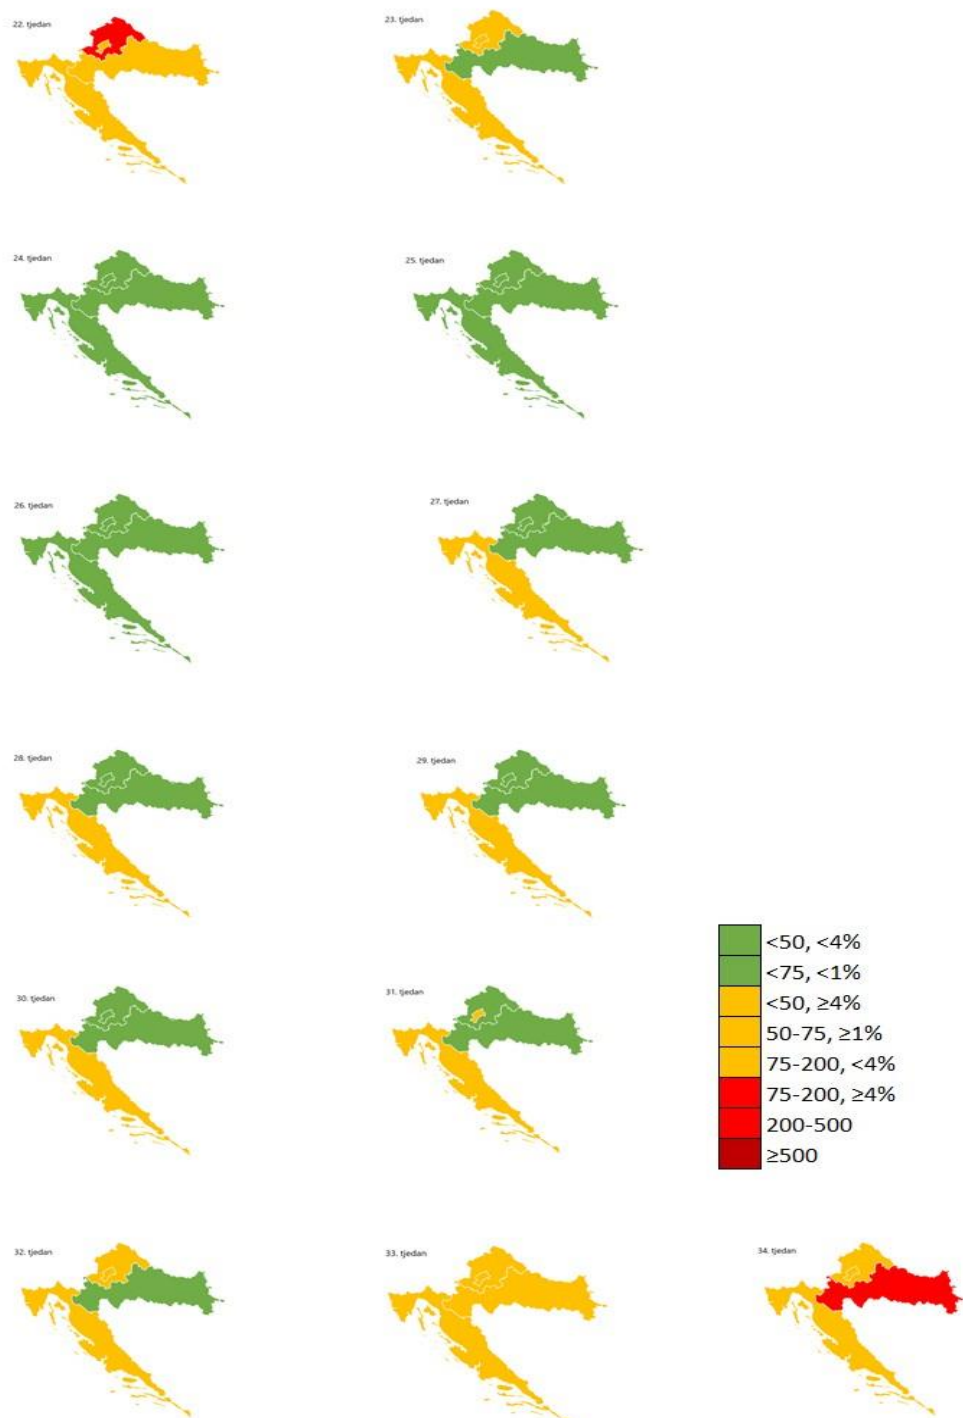 22. tjedan
23. tjedan
24. tjedan
25. tjedan
26. tjedan
27. tjedan
28. tjedan
29. tjedan
30. tjedan
31. tjedan
<50, <4%
<75, <1%
<50, ≥4%
50-75, ≥1%
75-200, <4%
75-200, ≥4%
200-500
≥500
32. tjedan
33. tjedan
34. tjedan